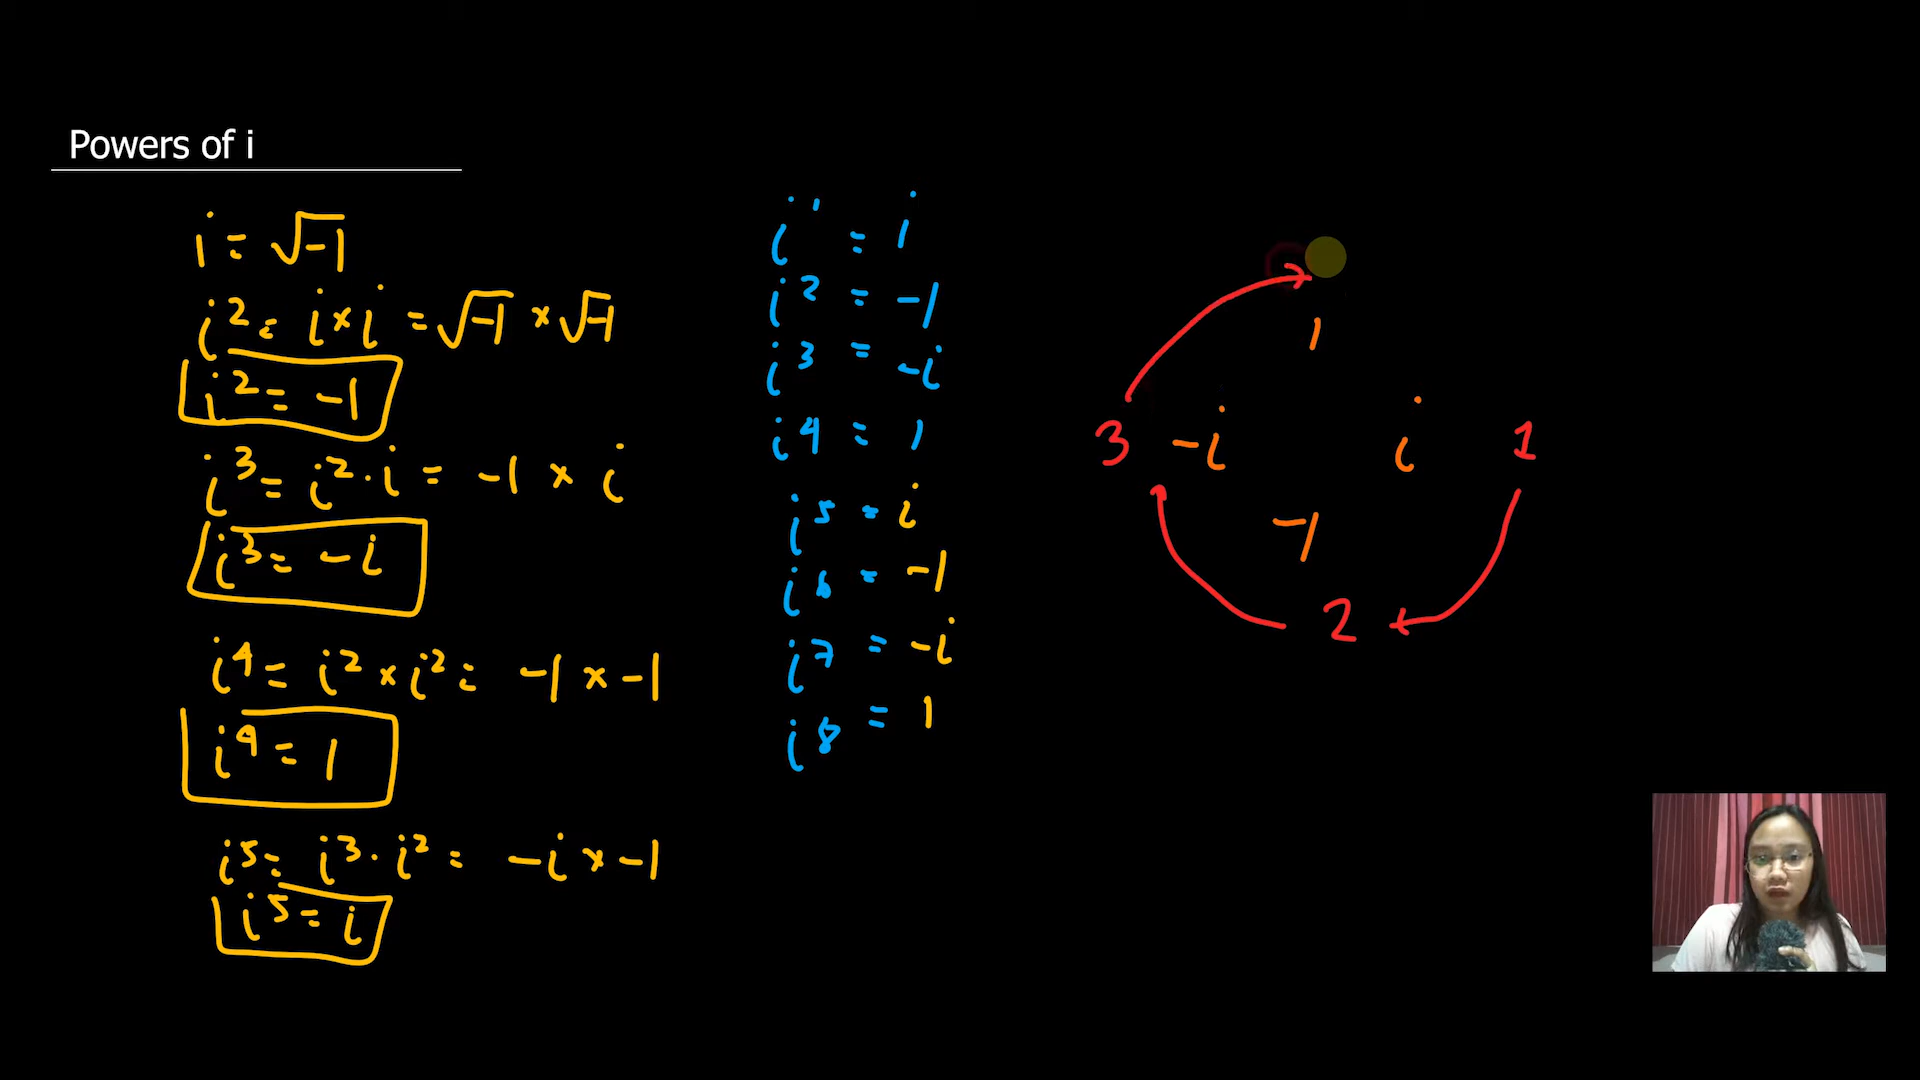 Powers of i
i = √-1
i² = i × i = √-1 × √-1
i² = -1
i³ = i² · i = -1 × i
i³ = -i
i⁴ = i² × i² = -1 × -1
i⁴ = 1
i⁵ = i³ · i² = -i × -1
i⁵ = i
i¹ = i
i² = -1
i³ = -i
i⁴ = 1
i⁵ = i
i⁶ = -1
i⁷ = -i
i⁸ = 1
1
3 -i i 1
-1
2